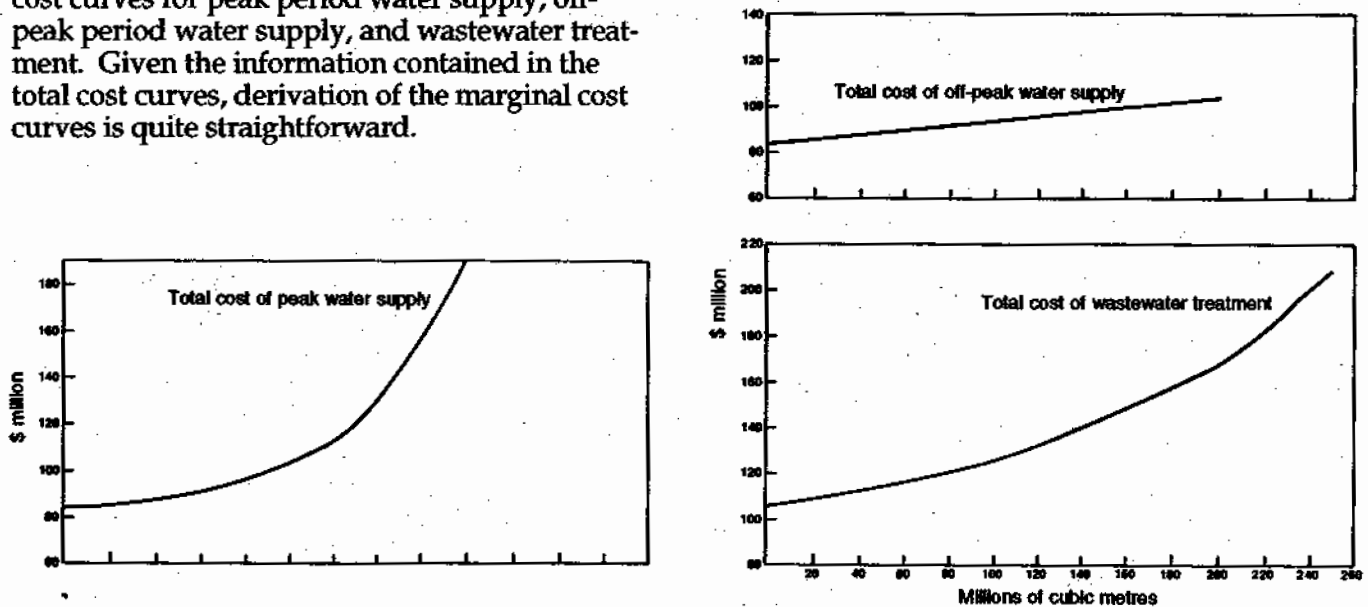 cost curves for peak period water supply, off-
peak period water supply, and wastewater treat-
ment. Given the information contained in the
total cost curves, derivation of the marginal cost
curves is quite straightforward.
180
160
140
120
100
80
60
$ million
Total cost of peak water supply
140
120
100
80
60
Total cost of off-peak water supply
220
200
180
160
140
120
100
80
$ million
Total cost of wastewater treatment
20 40 60 80 100 120 140 160 180 200 220 240 260
Millions of cubic metres